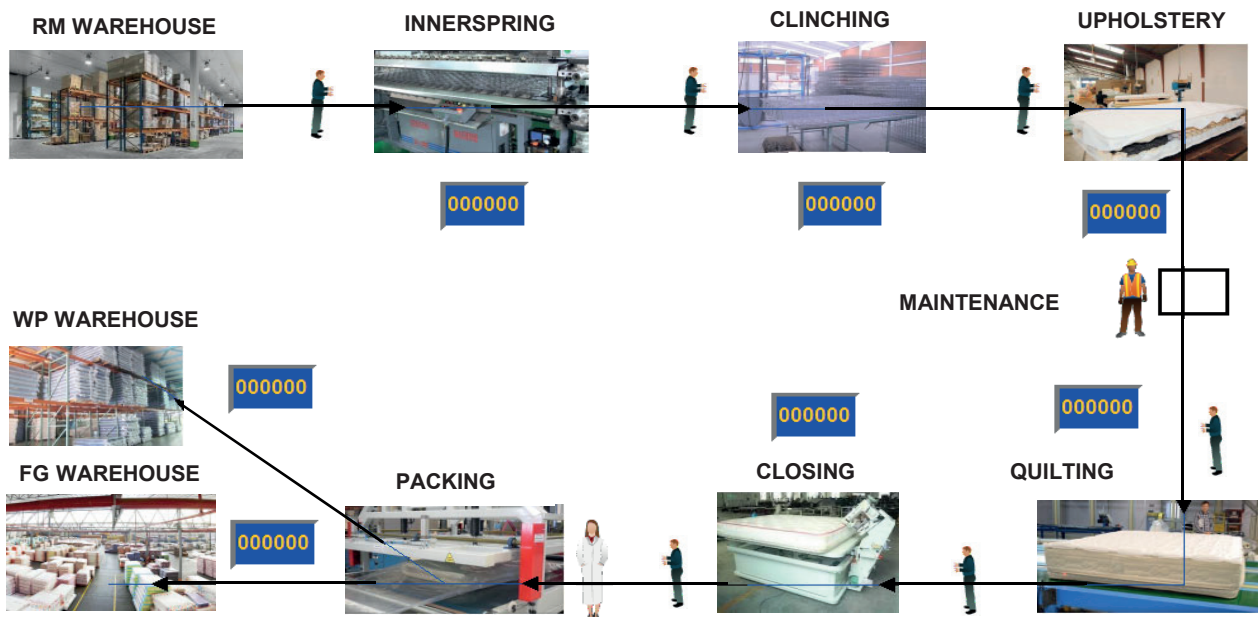 RM WAREHOUSE
INNERSPRING
CLINCHING
UPHOLSTERY
000000
000000
000000
MAINTENANCE
WP WAREHOUSE
000000
000000
000000
FG WAREHOUSE
PACKING
CLOSING
QUILTING
000000